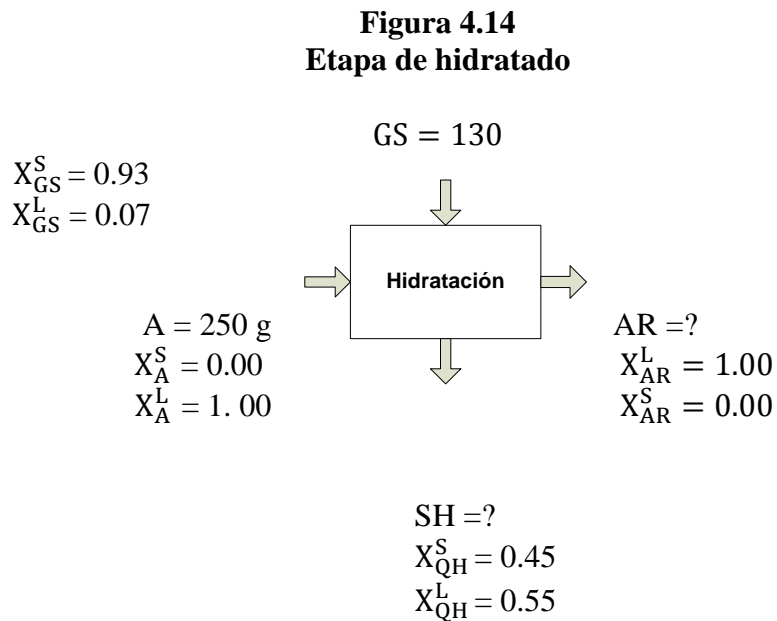 Figura 4.14
Etapa de hidratado
GS = 130
X^S_GS = 0.93
X^L_GS = 0.07
Hidratación
A = 250 g
X^S_A = 0.00
X^L_A = 1. 00
AR =?
X^L_AR = 1.00
X^S_AR = 0.00
SH =?
X^S_QH = 0.45
X^L_QH = 0.55